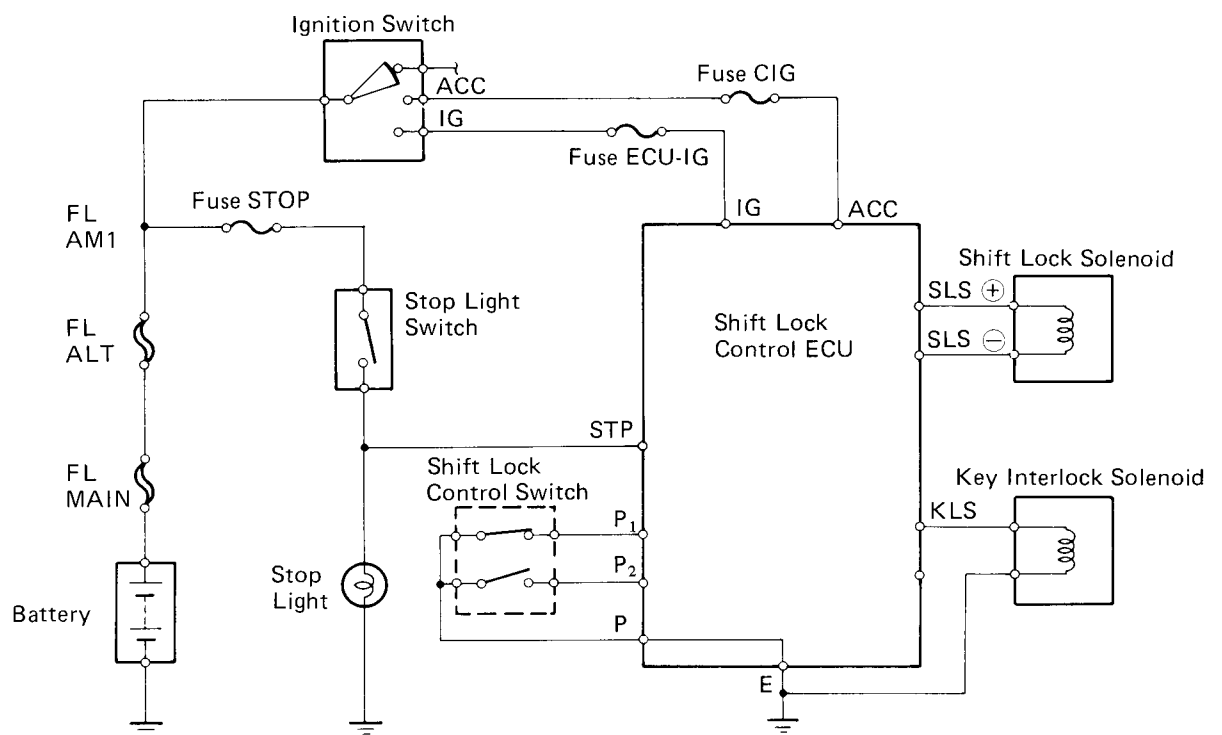 Ignition Switch
ACC
IG
Fuse CIG
Fuse ECU-IG
FL
AM1
Fuse STOP
IG
ACC
FL
ALT
Stop Light
Switch
Shift Lock
Control ECU
Shift Lock Solenoid
SLS ⊕
SLS ⊖
STP
FL
MAIN
Shift Lock
Control Switch
P₁
P₂
P
Key Interlock Solenoid
KLS
Battery
Stop
Light
E